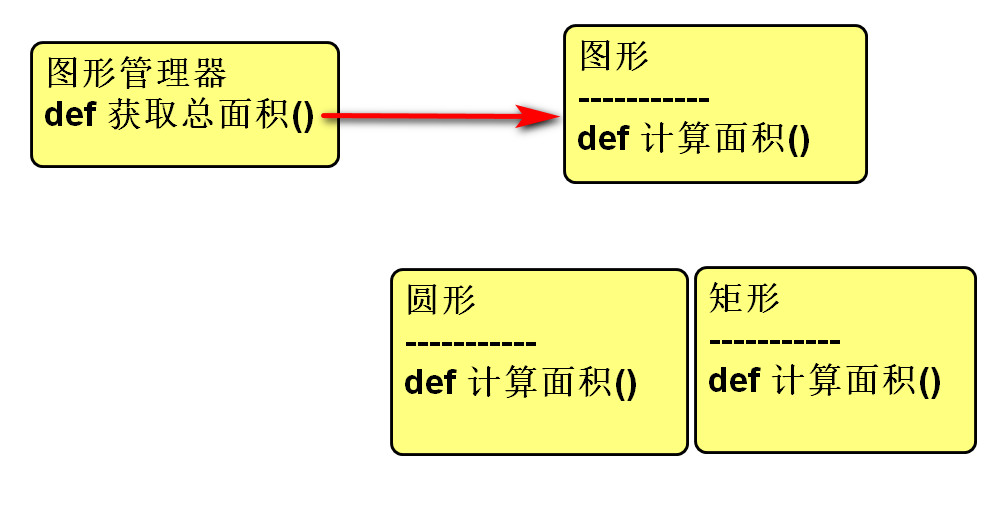 图形管理器
def 获取总面积()
图形
-----------
def 计算面积()
圆形
-----------
def 计算面积()
矩形
-----------
def 计算面积()